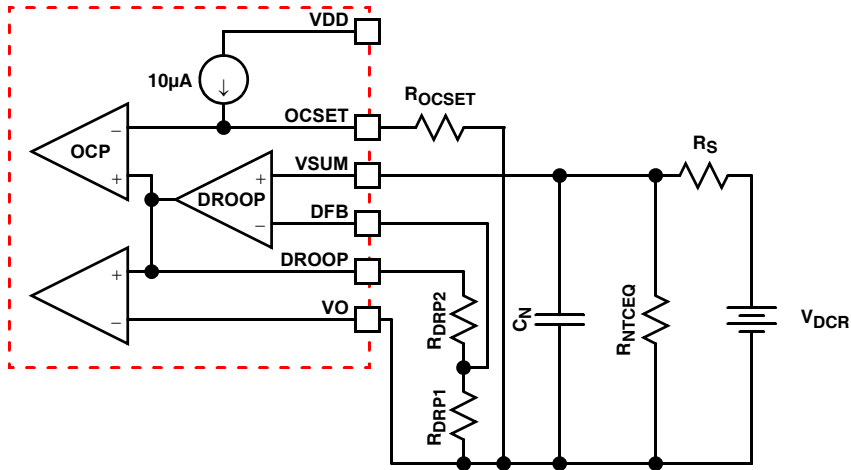 VDD
10µA
↓
OCSET
ROCSET
− OCP +
VSUM
RS
+ DROOP −
DFB
DROOP
+
−
VO
RDRP2
RDRP1
CN
RNTCEQ
VDCR